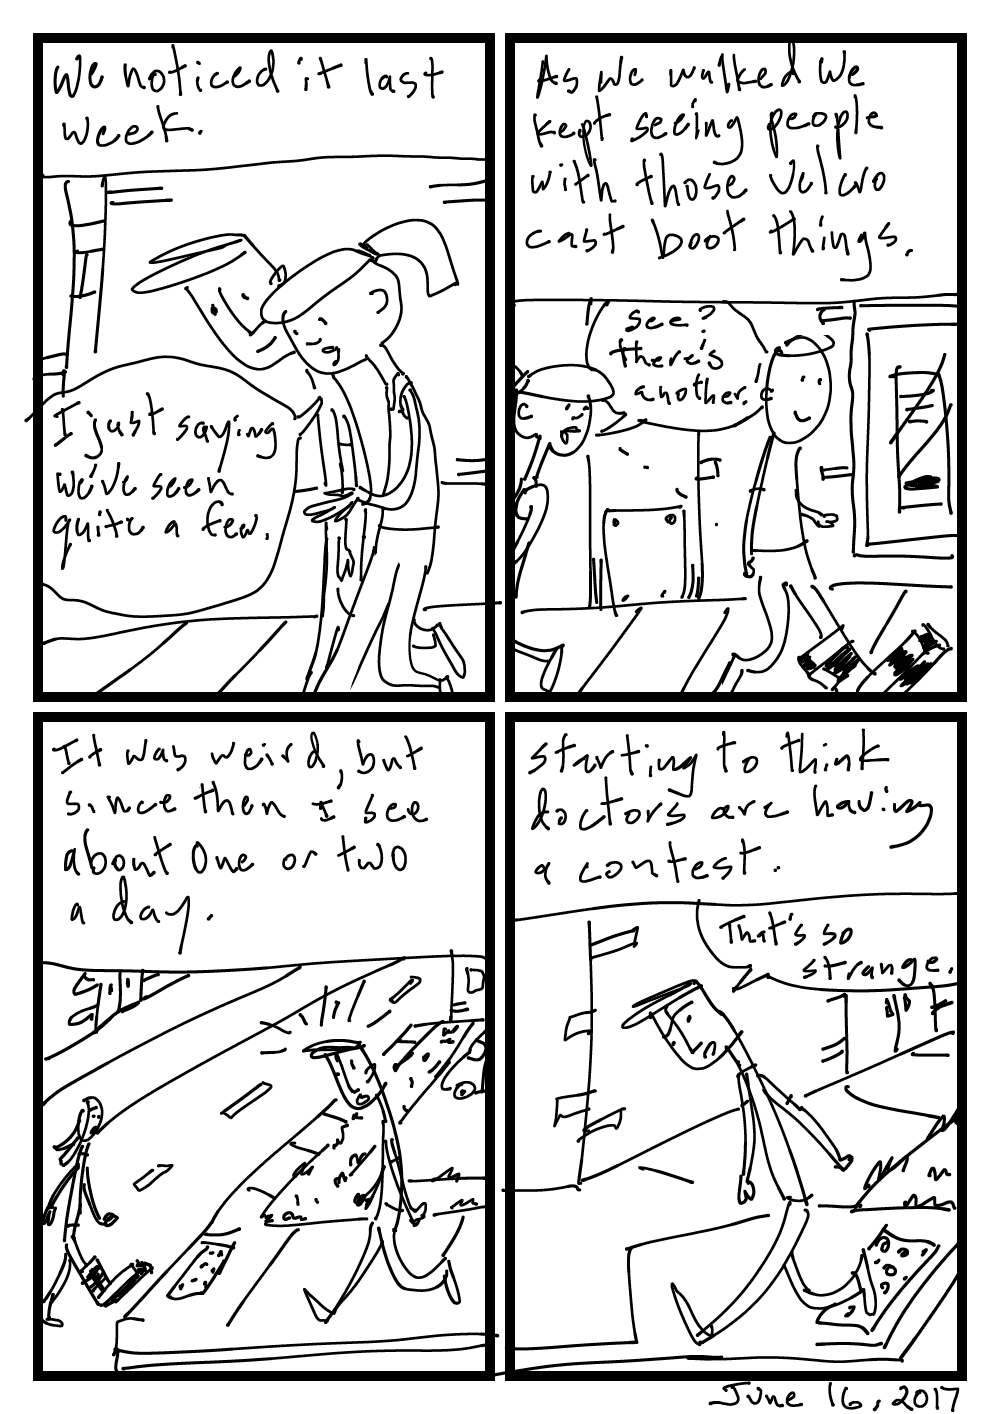 We noticed it last
week.
I just saying
we've seen
quite a few.
As we walked we
kept seeing people
with those Velcro
cast boot things.
see?
there's
another!
It was weird, but
since then I see
about one or two
a day.
starting to think
doctors are having
a contest.
That's so
strange.
June 16, 2017